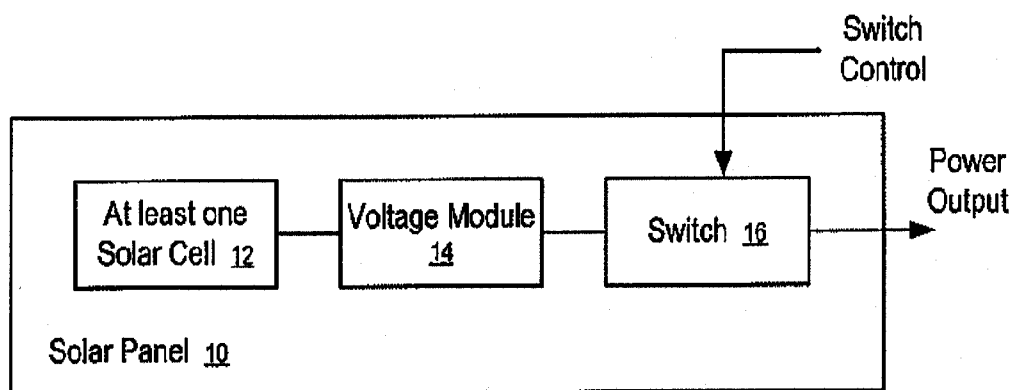 Switch
Control
Power
Output
At least one
Solar Cell 12
Voltage Module
14
Switch 16
Solar Panel 10